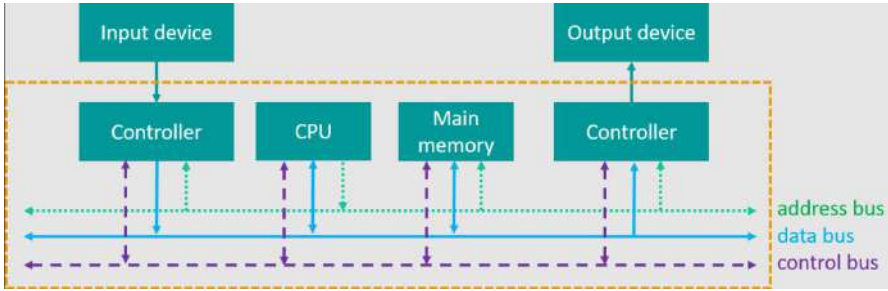 Input device
Output device
Controller
CPU
Main
memory
Controller
address bus
data bus
control bus